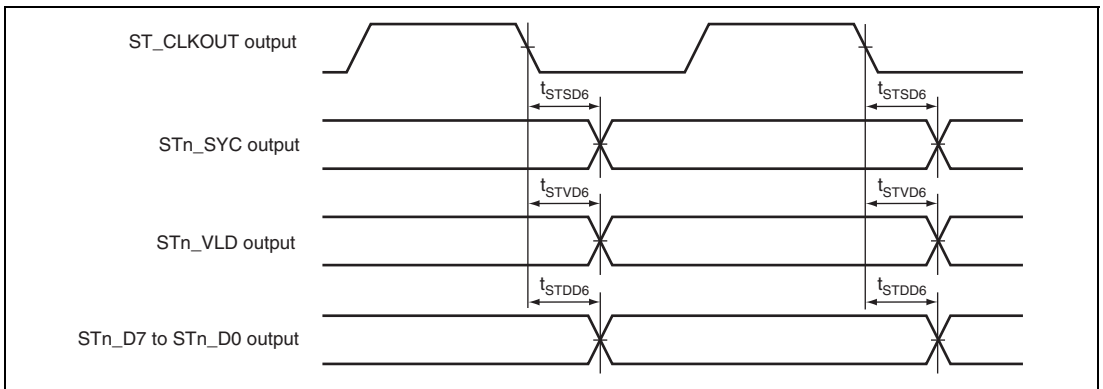 ST_CLKOUT output
tSTSD6 tSTSD6
STn_SYC output
tSTVD6 tSTVD6
STn_VLD output
tSTDD6 tSTDD6
STn_D7 to STn_D0 output